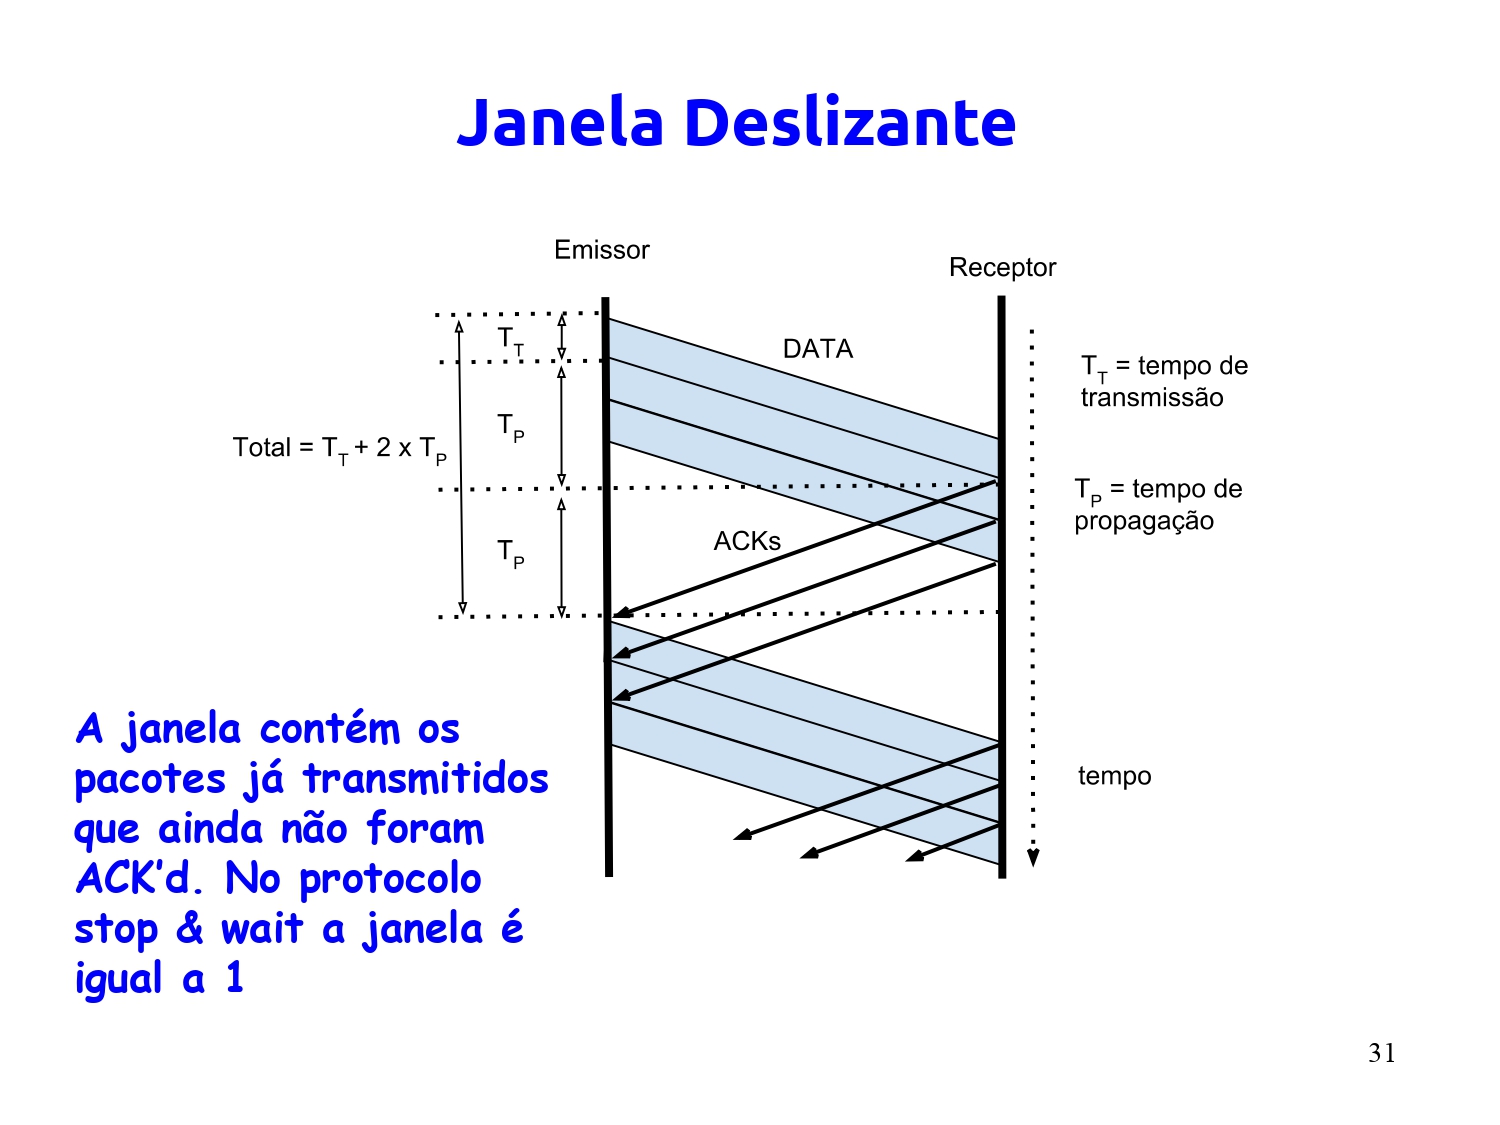 Janela Deslizante
Emissor
Receptor
DATA
T_T
T_T = tempo de
transmissão
T_P
Total = T_T + 2 x T_P
T_P = tempo de
propagação
ACKs
T_P
A janela contém os
pacotes já transmitidos
que ainda não foram
ACK’d. No protocolo
stop & wait a janela é
igual a 1
tempo
31